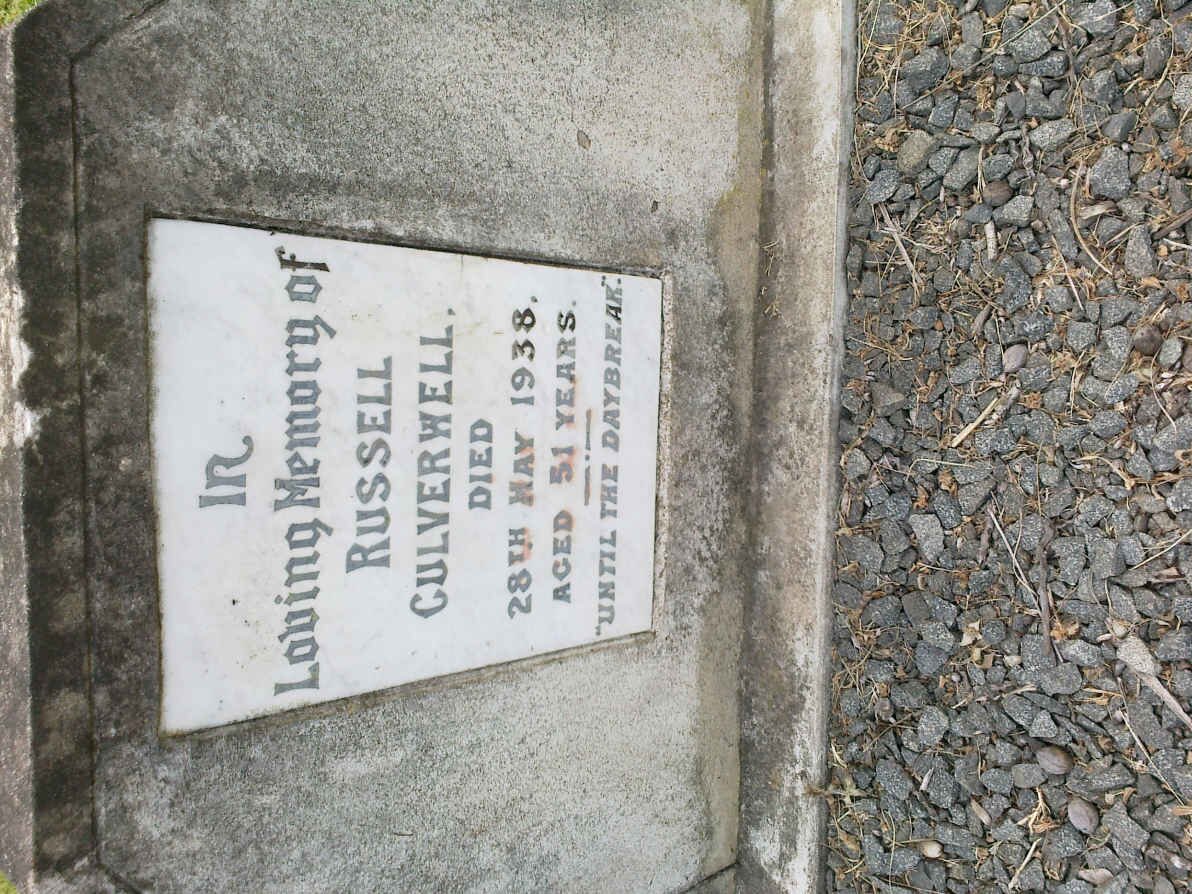 In
Loving Memory of
RUSSELL
CULVERWELL.
DIED
28TH MAY 1938.
AGED 51 YEARS.
"UNTIL THE DAYBREAK."